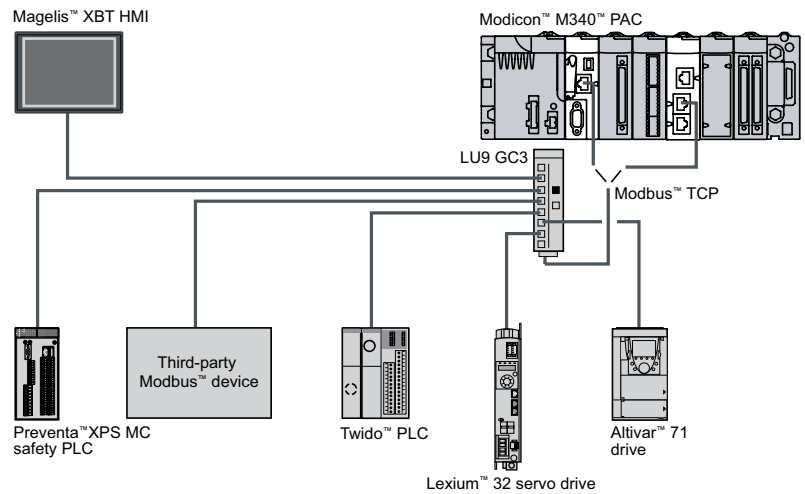 Magelis™ XBT HMI
Modicon™ M340™ PAC
LU9 GC3
Modbus™ TCP
Third-party
Modbus™ device
Preventa™XPS MC
safety PLC
Twido™ PLC
Lexium™ 32 servo drive
Altivar™ 71
drive